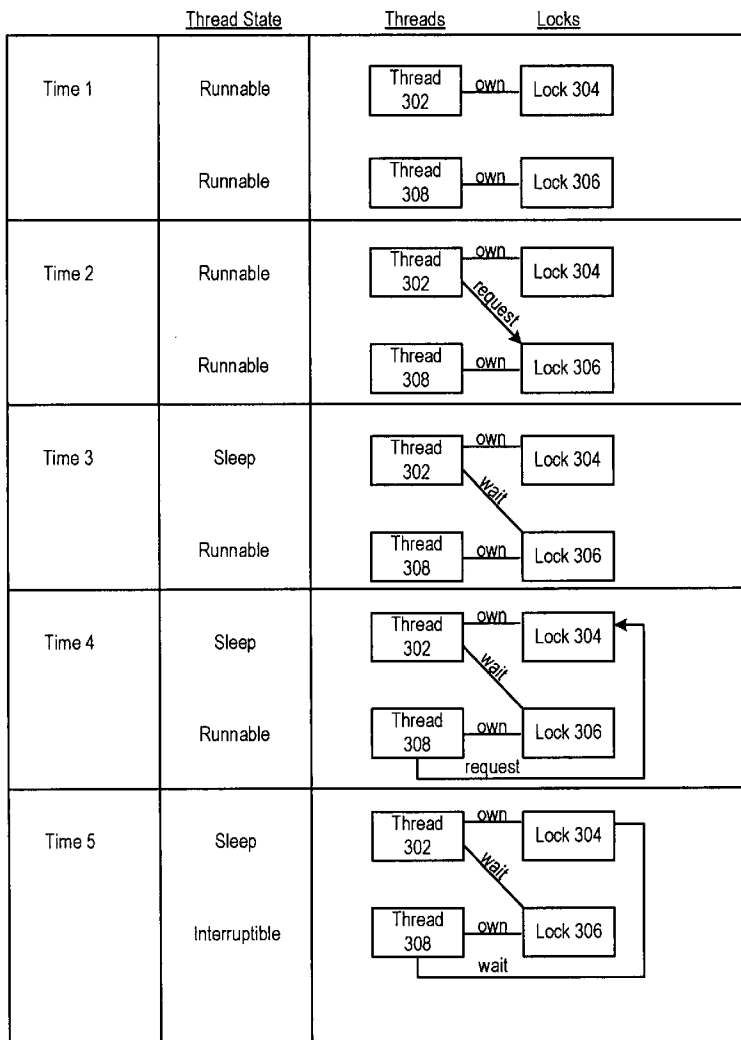 Thread State Threads Locks
Time 1 Runnable Thread 302 own Lock 304
Runnable Thread 308 own Lock 306
Time 2 Runnable Thread 302 own Lock 304
request
Runnable Thread 308 own Lock 306
Time 3 Sleep Thread 302 own Lock 304
wait
Runnable Thread 308 own Lock 306
Time 4 Sleep Thread 302 own Lock 304
wait
Runnable Thread 308 own Lock 306
request
Time 5 Sleep Thread 302 own Lock 304
wait
Interruptible Thread 308 own Lock 306
wait